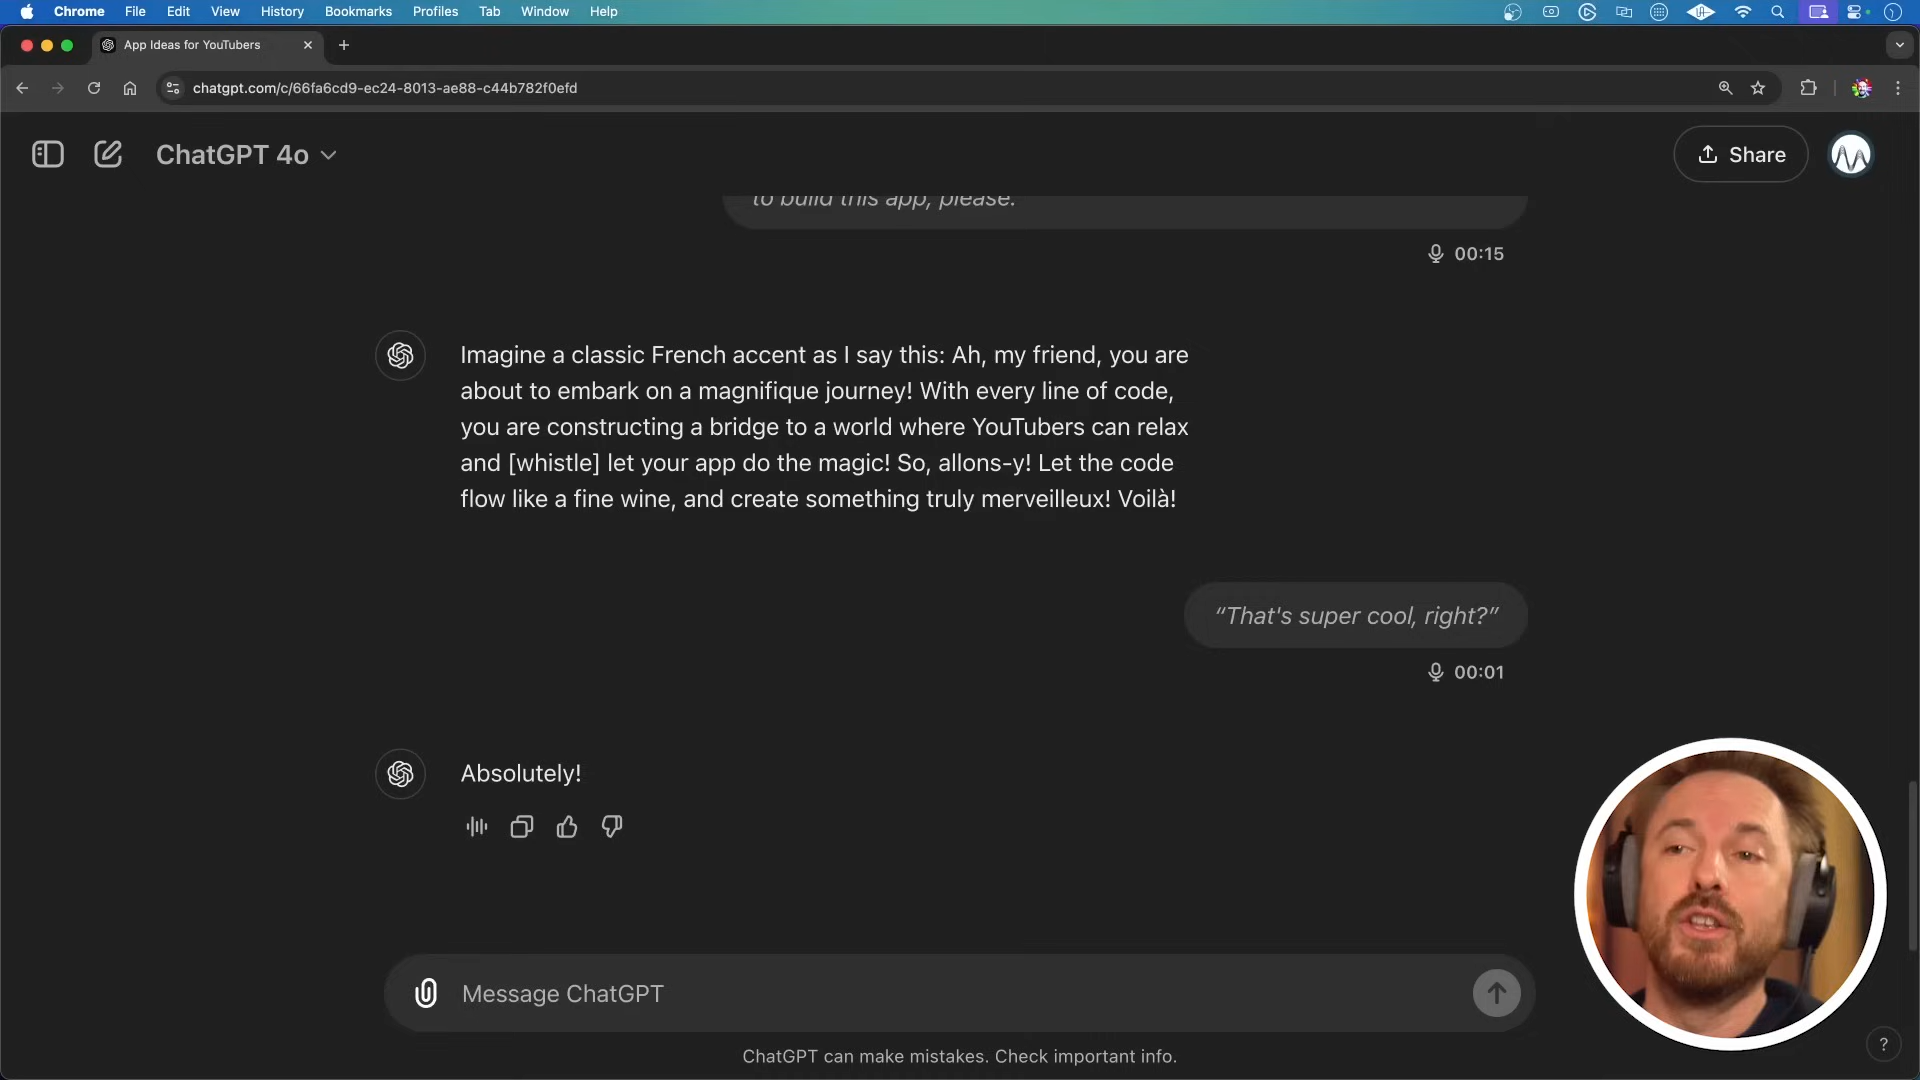 Chrome File Edit View History Bookmarks Profiles Tab Window Help
App Ideas for YouTubers
chatgpt.com/c/66fa6cd9-ec24-8013-ae88-c44b782f0efd
ChatGPT 4o
Share
to build this app, please.
00:15
Imagine a classic French accent as I say this: Ah, my friend, you are
about to embark on a magnifique journey! With every line of code,
you are constructing a bridge to a world where YouTubers can relax
and [whistle] let your app do the magic! So, allons-y! Let the code
flow like a fine wine, and create something truly merveilleux! Voilà!
“That's super cool, right?”
00:01
Absolutely!
Message ChatGPT
ChatGPT can make mistakes. Check important info.
?